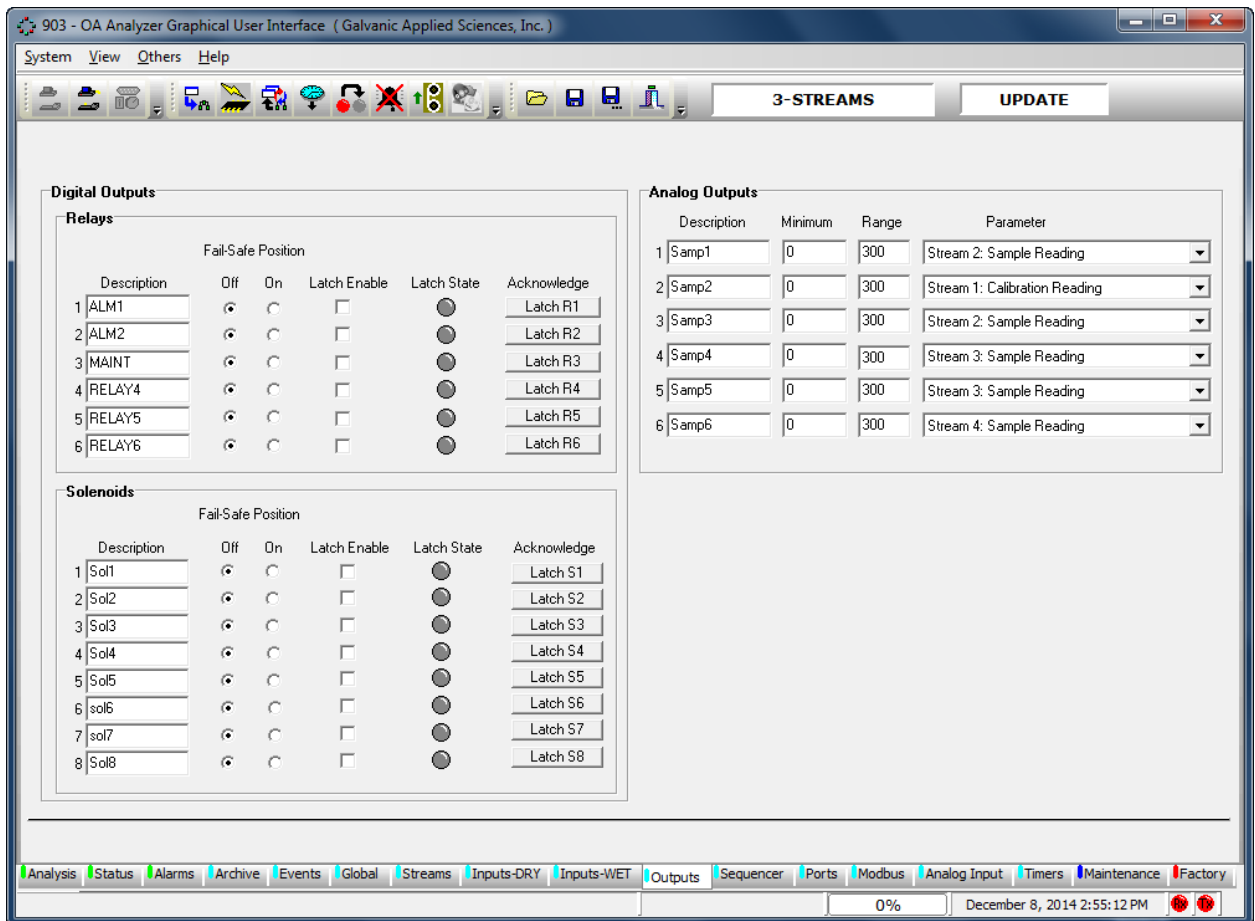 903 - OA Analyzer Graphical User Interface ( Galvanic Applied Sciences, Inc. )
System View Others Help
3-STREAMS UPDATE
Digital Outputs
Relays
Fail-Safe Position
Description Off On Latch Enable Latch State Acknowledge
1 ALM1 Latch R1
2 ALM2 Latch R2
3 MAINT Latch R3
4 RELAY4 Latch R4
5 RELAY5 Latch R5
6 RELAY6 Latch R6
Solenoids
Fail-Safe Position
Description Off On Latch Enable Latch State Acknowledge
1 Sol1 Latch S1
2 Sol2 Latch S2
3 Sol3 Latch S3
4 Sol4 Latch S4
5 Sol5 Latch S5
6 sol6 Latch S6
7 sol7 Latch S7
8 Sol8 Latch S8
Analog Outputs
Description Minimum Range Parameter
1 Samp1 0 300 Stream 2: Sample Reading
2 Samp2 0 300 Stream 1: Calibration Reading
3 Samp3 0 300 Stream 2: Sample Reading
4 Samp4 0 300 Stream 3: Sample Reading
5 Samp5 0 300 Stream 3: Sample Reading
6 Samp6 0 300 Stream 4: Sample Reading
Analysis Status Alarms Archive Events Global Streams Inputs-DRY Inputs-WET Outputs Sequencer Ports Modbus Analog Input Timers Maintenance Factory
0% December 8, 2014 2:55:12 PM Rx Tx